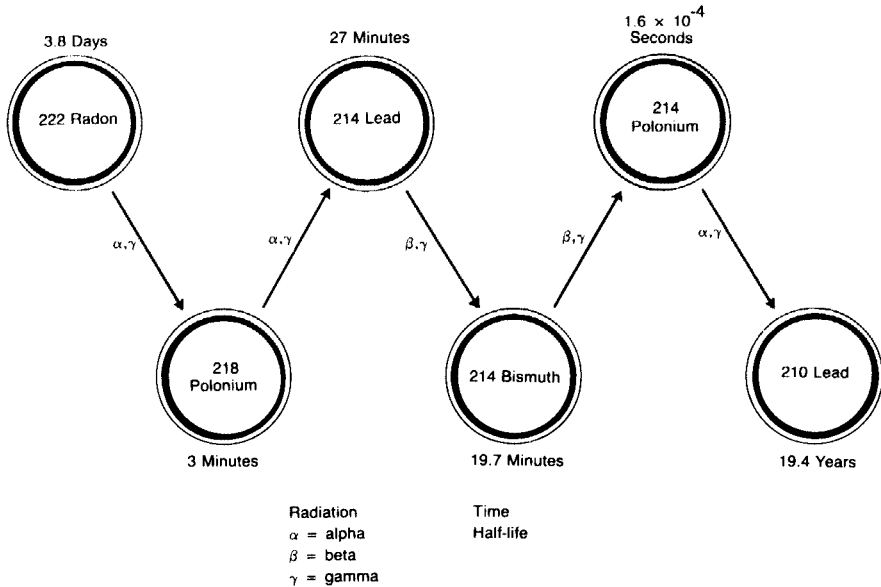 3.8 Days
27 Minutes
1.6 × 10⁻⁴
Seconds
222 Radon
214 Lead
214
Polonium
α,γ
α,γ
β,γ
β,γ
α,γ
218
Polonium
214 Bismuth
210 Lead
3 Minutes
19.7 Minutes
19.4 Years
Radiation
α = alpha
β = beta
γ = gamma
Time
Half-life